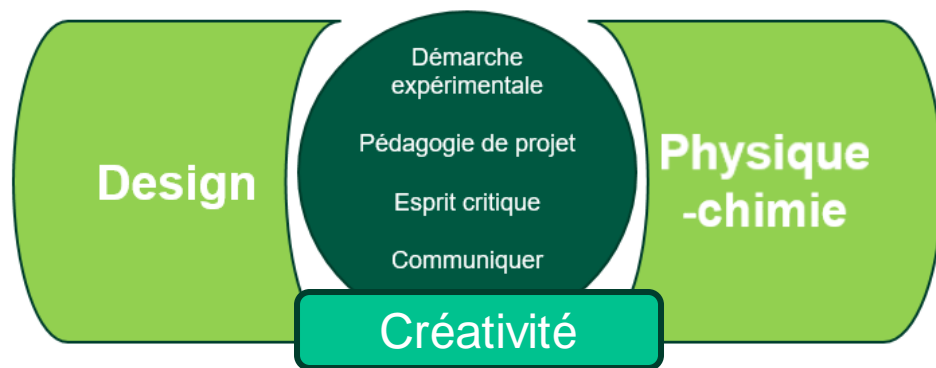 Design
Démarche
expérimentale
Pédagogie de projet
Esprit critique
Communiquer
Créativité
Physique
-chimie